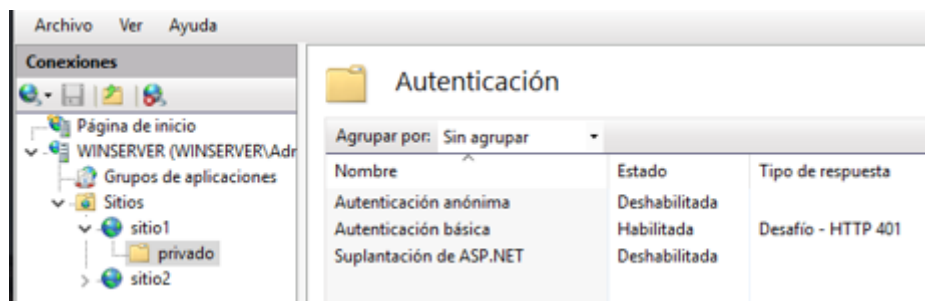 Archivo Ver Ayuda
Conexiones
Página de inicio
WINSERVER (WINSERVER\Adr
Grupos de aplicaciones
Sitios
sitio1
privado
sitio2
Autenticación
Agrupar por: Sin agrupar
Nombre Estado Tipo de respuesta
Autenticación anónima Deshabilitada
Autenticación básica Habilitada Desafío - HTTP 401
Suplantación de ASP.NET Deshabilitada